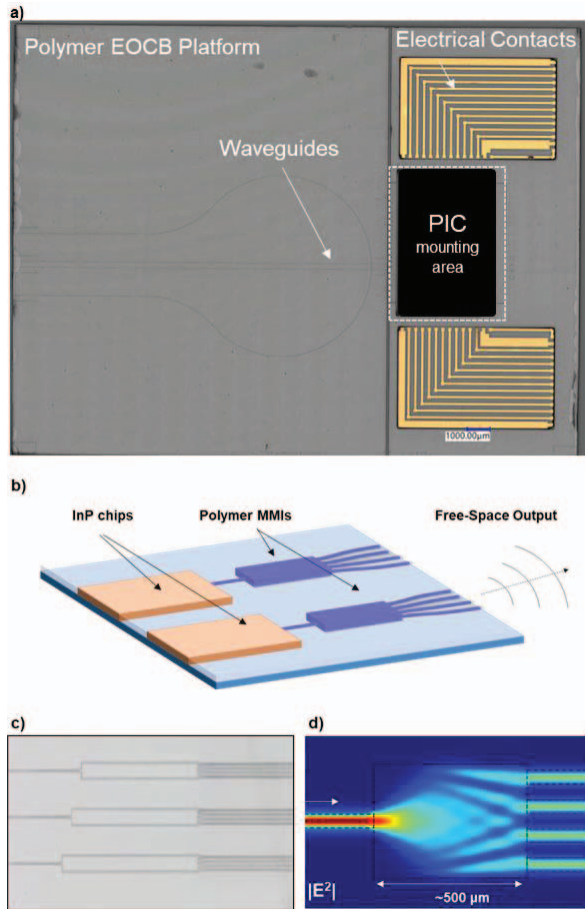 a)
Polymer EOCB Platform
Electrical Contacts
Waveguides
PIC
mounting
area
1000.00µm
b)
InP chips
Polymer MMIs
Free-Space Output
c)
d)
|E²|
~500 µm